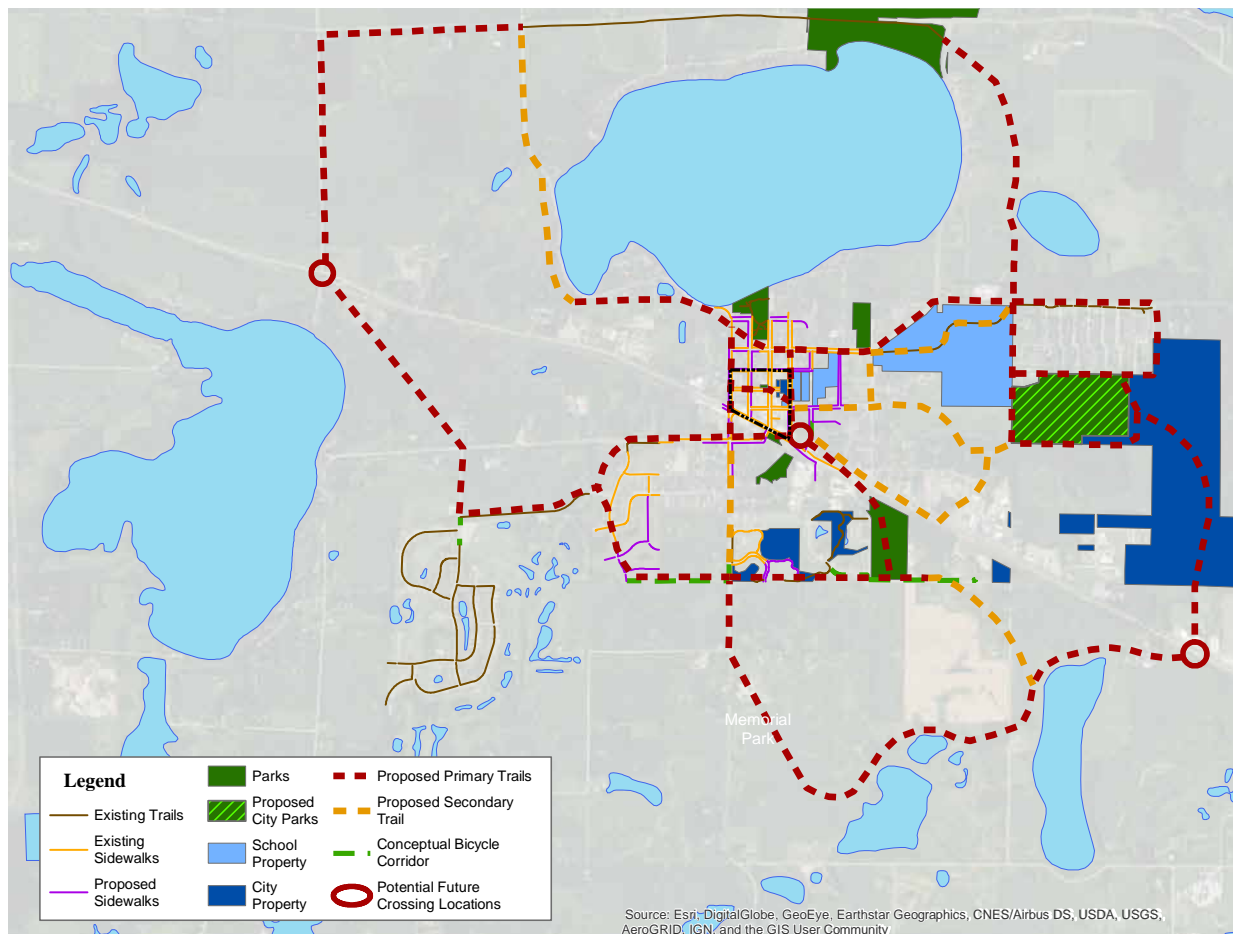 Memorial
Park
Legend
Existing Trails
Existing
Sidewalks
Proposed
Sidewalks
Parks
Proposed
City Parks
School
Property
City
Property
Proposed Primary Trails
Proposed Secondary
Trail
Conceptual Bicycle
Corridor
Potential Future
Crossing Locations
Source: Esri, DigitalGlobe, GeoEye, Earthstar Geographics, CNES/Airbus DS, USDA, USGS,
AeroGRID, IGN, and the GIS User Community